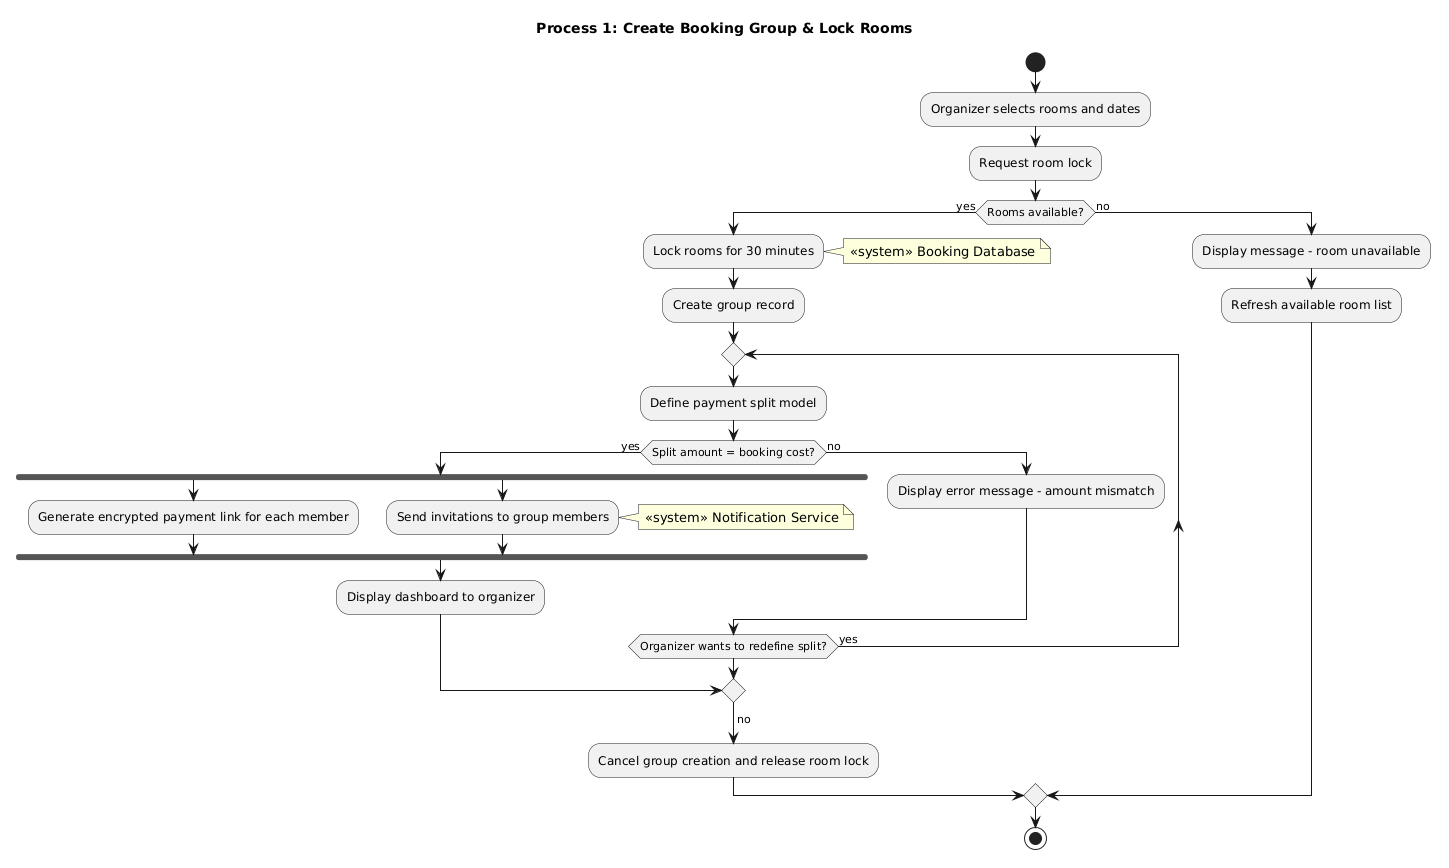 Process 1: Create Booking Group & Lock Rooms
Organizer selects rooms and dates
Request room lock
yes
Rooms available?
no
Lock rooms for 30 minutes
«system» Booking Database
Display message - room unavailable
Create group record
Refresh available room list
Define payment split model
yes
Split amount = booking cost?
no
Display error message - amount mismatch
Generate encrypted payment link for each member
Send invitations to group members
«system» Notification Service
Display dashboard to organizer
Organizer wants to redefine split?
yes
no
Cancel group creation and release room lock